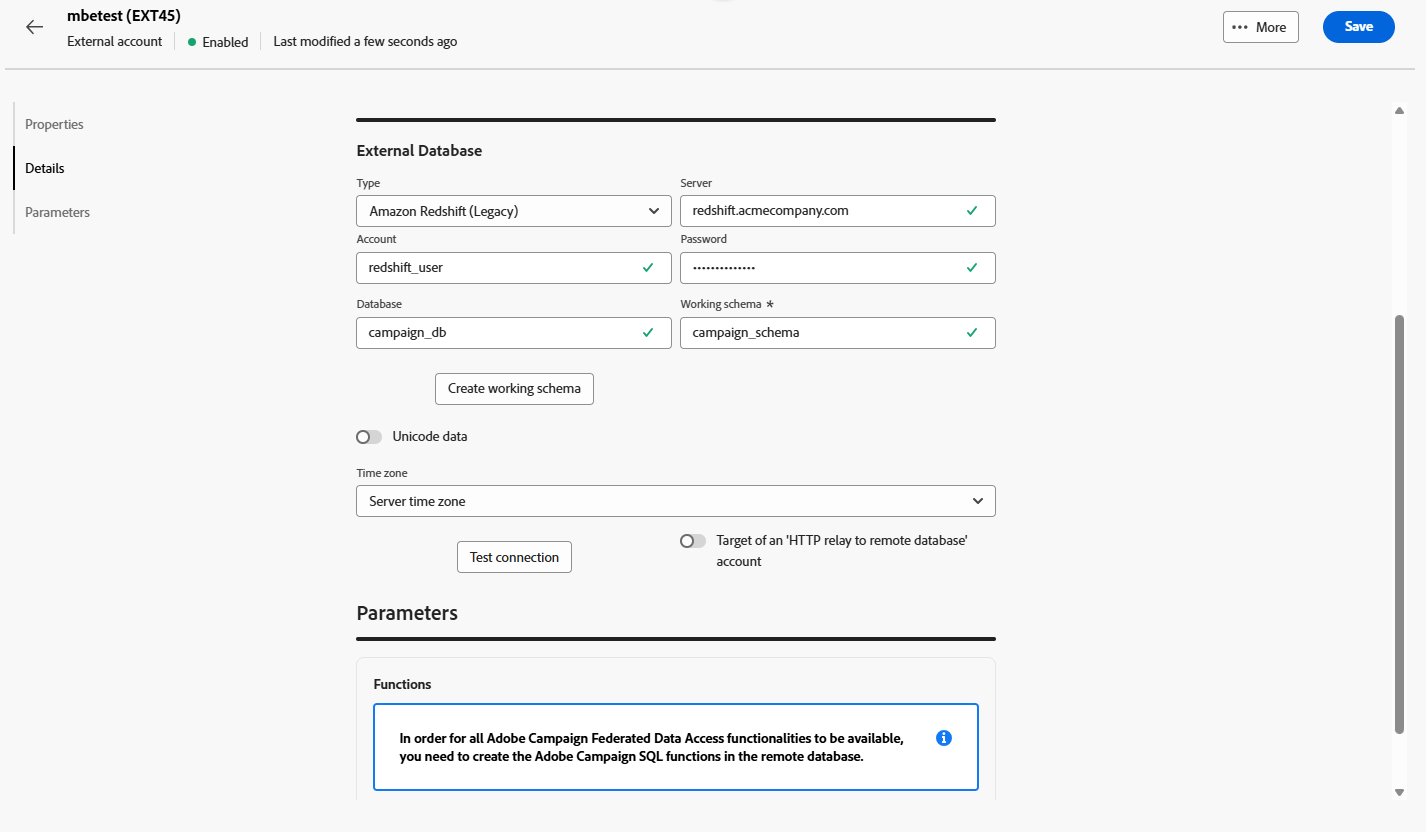 mbetest (EXT45)
External account
Enabled
Last modified a few seconds ago
More
Save
Properties
Details
Parameters
External Database
Type
Server
Amazon Redshift (Legacy)
redshift.acmecompany.com
Account
Password
redshift_user
••••••••••••••
Database
Working schema *
campaign_db
campaign_schema
Create working schema
Unicode data
Time zone
Server time zone
Test connection
Target of an 'HTTP relay to remote database'
account
Parameters
Functions
In order for all Adobe Campaign Federated Data Access functionalities to be available,
you need to create the Adobe Campaign SQL functions in the remote database.